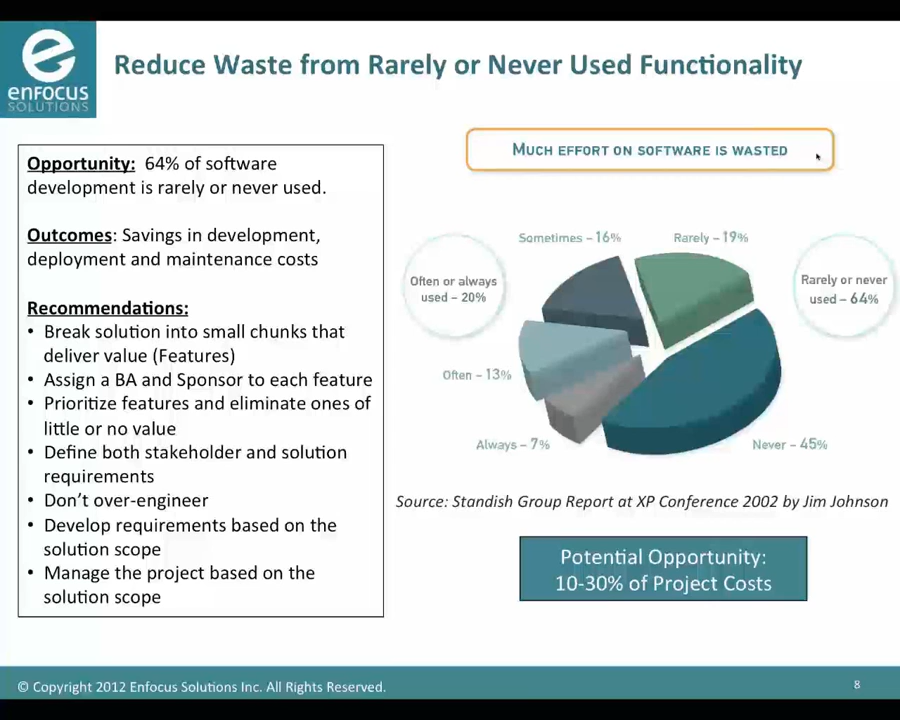 enfocus
SOLUTIONS
Reduce Waste from Rarely or Never Used Functionality
Opportunity: 64% of software
development is rarely or never used.
Outcomes: Savings in development,
deployment and maintenance costs
Recommendations:
• Break solution into small chunks that
deliver value (Features)
• Assign a BA and Sponsor to each feature
• Prioritize features and eliminate ones of
little or no value
• Define both stakeholder and solution
requirements
• Don't over-engineer
• Develop requirements based on the
solution scope
• Manage the project based on the
solution scope
MUCH EFFORT ON SOFTWARE IS WASTED
Sometimes – 16%
Rarely – 19%
Often or always
used – 20%
Rarely or never
used – 64%
Often – 13%
Always – 7%
Never – 45%
Source: Standish Group Report at XP Conference 2002 by Jim Johnson
Potential Opportunity:
10-30% of Project Costs
© Copyright 2012 Enfocus Solutions Inc. All Rights Reserved.
8